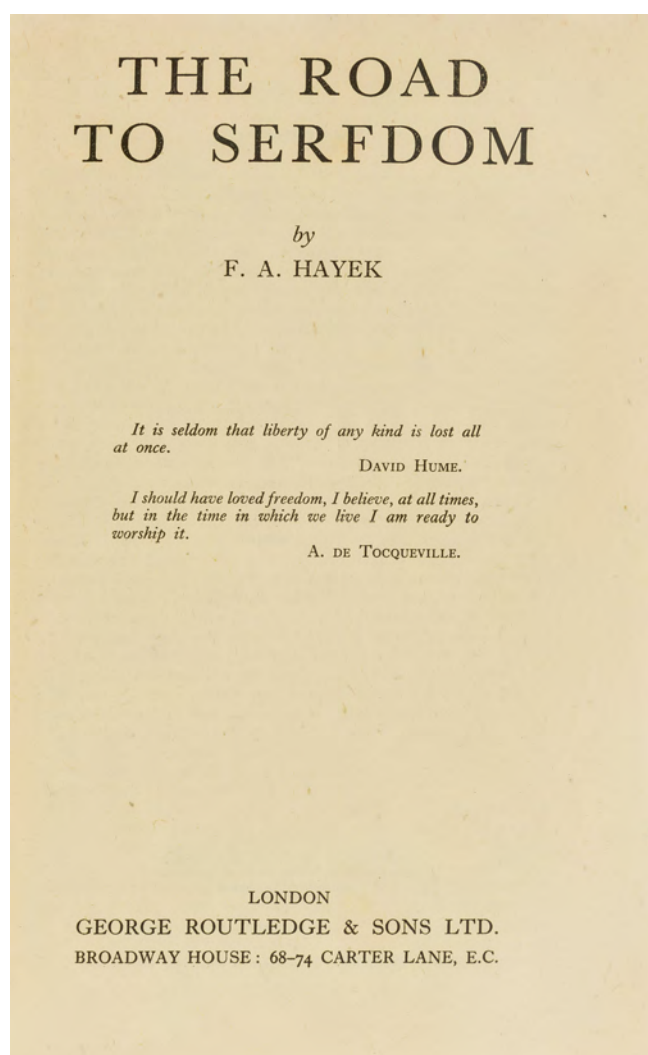 THE ROAD
TO SERFDOM
by
F. A. HAYEK
It is seldom that liberty of any kind is lost all
at once.
DAVID HUME.
I should have loved freedom, I believe, at all times,
but in the time in which we live I am ready to
worship it.
A. DE TOCQUEVILLE.
LONDON
GEORGE ROUTLEDGE & SONS LTD.
BROADWAY HOUSE: 68–74 CARTER LANE, E.C.